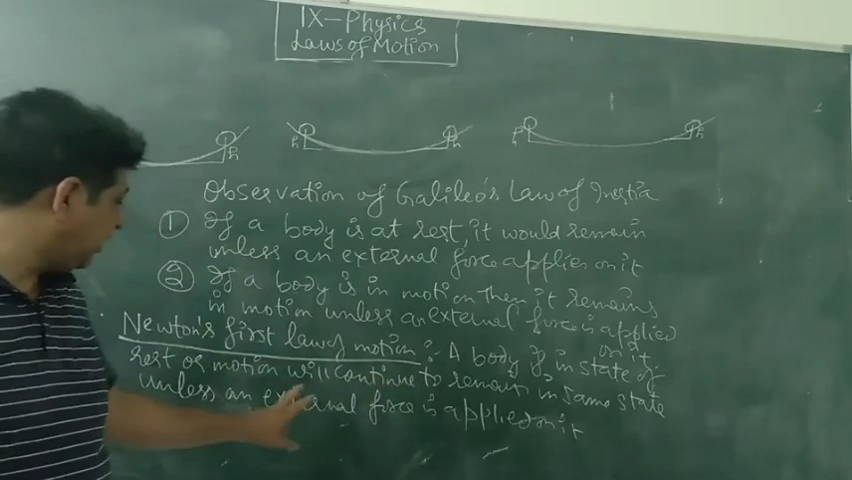 IX-Physics
Laws of Motion
h h h h h
Observation of Galileo's Law of Inertia
① If a body is at rest, it would remain
unless an external force applies on it
② If a body is in motion then it remains
in motion unless an external force is applied
on it
Newton's first law of motion :- A body if in state of
rest or motion will continue to remain in same state
unless an external force is applied on it